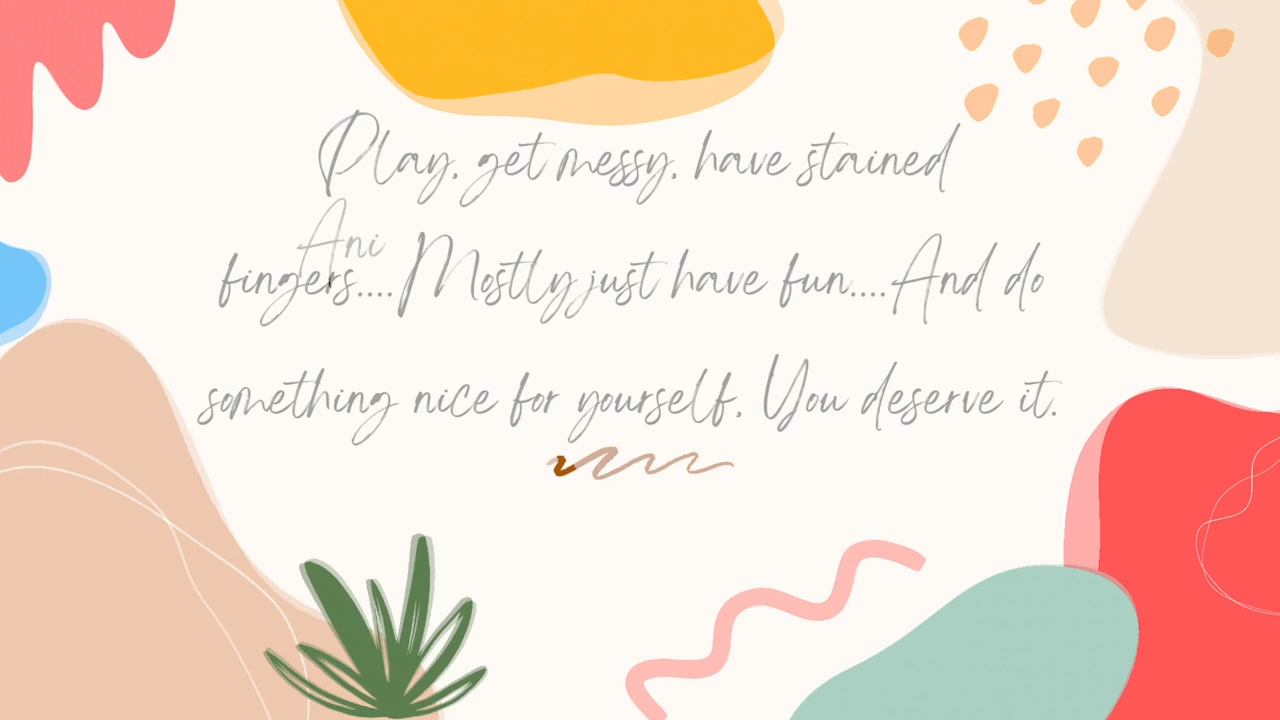 Play, get messy, have stained
Ani
fingers....Mostly just have fun....And do
something nice for yourself. You deserve it.